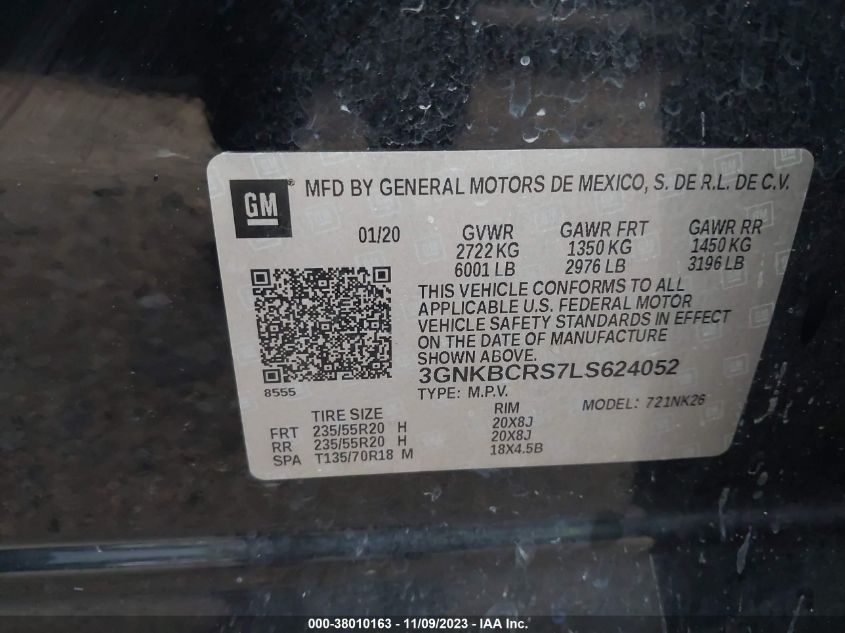 GM ® MFD BY GENERAL MOTORS DE MEXICO, S. DE R.L. DE C.V.
01/20 GVWR GAWR FRT GAWR RR
2722 KG 1350 KG 1450 KG
6001 LB 2976 LB 3196 LB
THIS VEHICLE CONFORMS TO ALL
APPLICABLE U.S. FEDERAL MOTOR
VEHICLE SAFETY STANDARDS IN EFFECT
ON THE DATE OF MANUFACTURE
SHOWN ABOVE.
3GNKBCRS7LS624052
8555 TYPE: M.P.V. MODEL: 721NK26
TIRE SIZE RIM
FRT 235/55R20 H 20X8J
RR 235/55R20 H 20X8J
SPA T135/70R18 M 18X4.5B
000-38010163 - 11/09/2023 - IAA Inc.